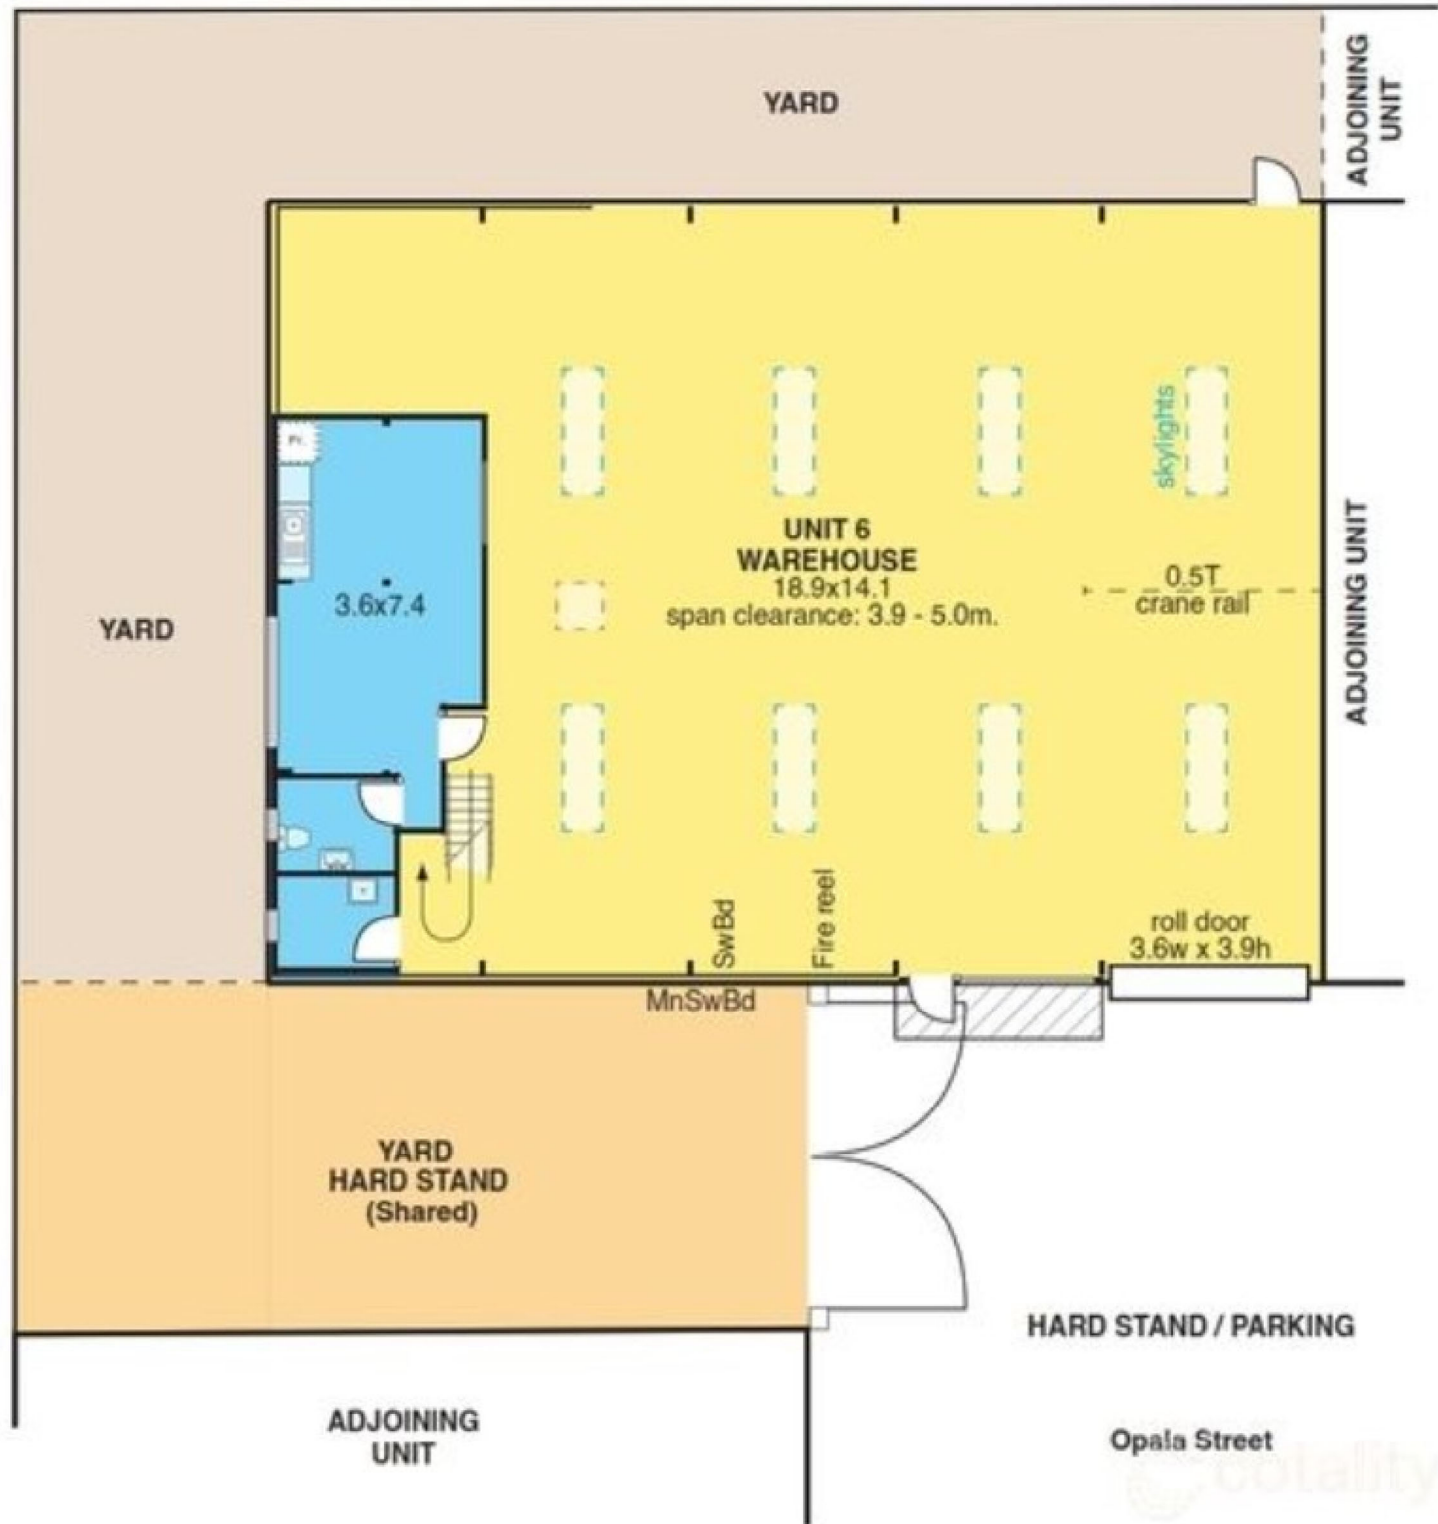 YARD
ADJOINING
UNIT
skylights
UNIT 6
WAREHOUSE
18.9x14.1
span clearance: 3.9 - 5.0m.
0.5T
crane rail
ADJOINING UNIT
3.6x7.4
YARD
SwBd
Fire reel
roll door
3.6w x 3.9h
MnSwBd
YARD
HARD STAND
(Shared)
HARD STAND / PARKING
ADJOINING
UNIT
Opala Street
cotality